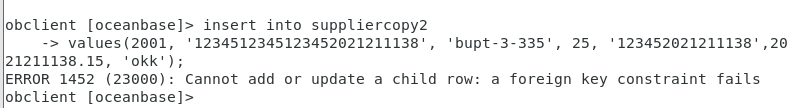 obclient [oceanbase]> insert into suppliercopy2
    -> values(2001, '1234512345123452021211138', 'bupt-3-335', 25, '123452021211138',20
21211138.15, 'okk');
ERROR 1452 (23000): Cannot add or update a child row: a foreign key constraint fails
obclient [oceanbase]>